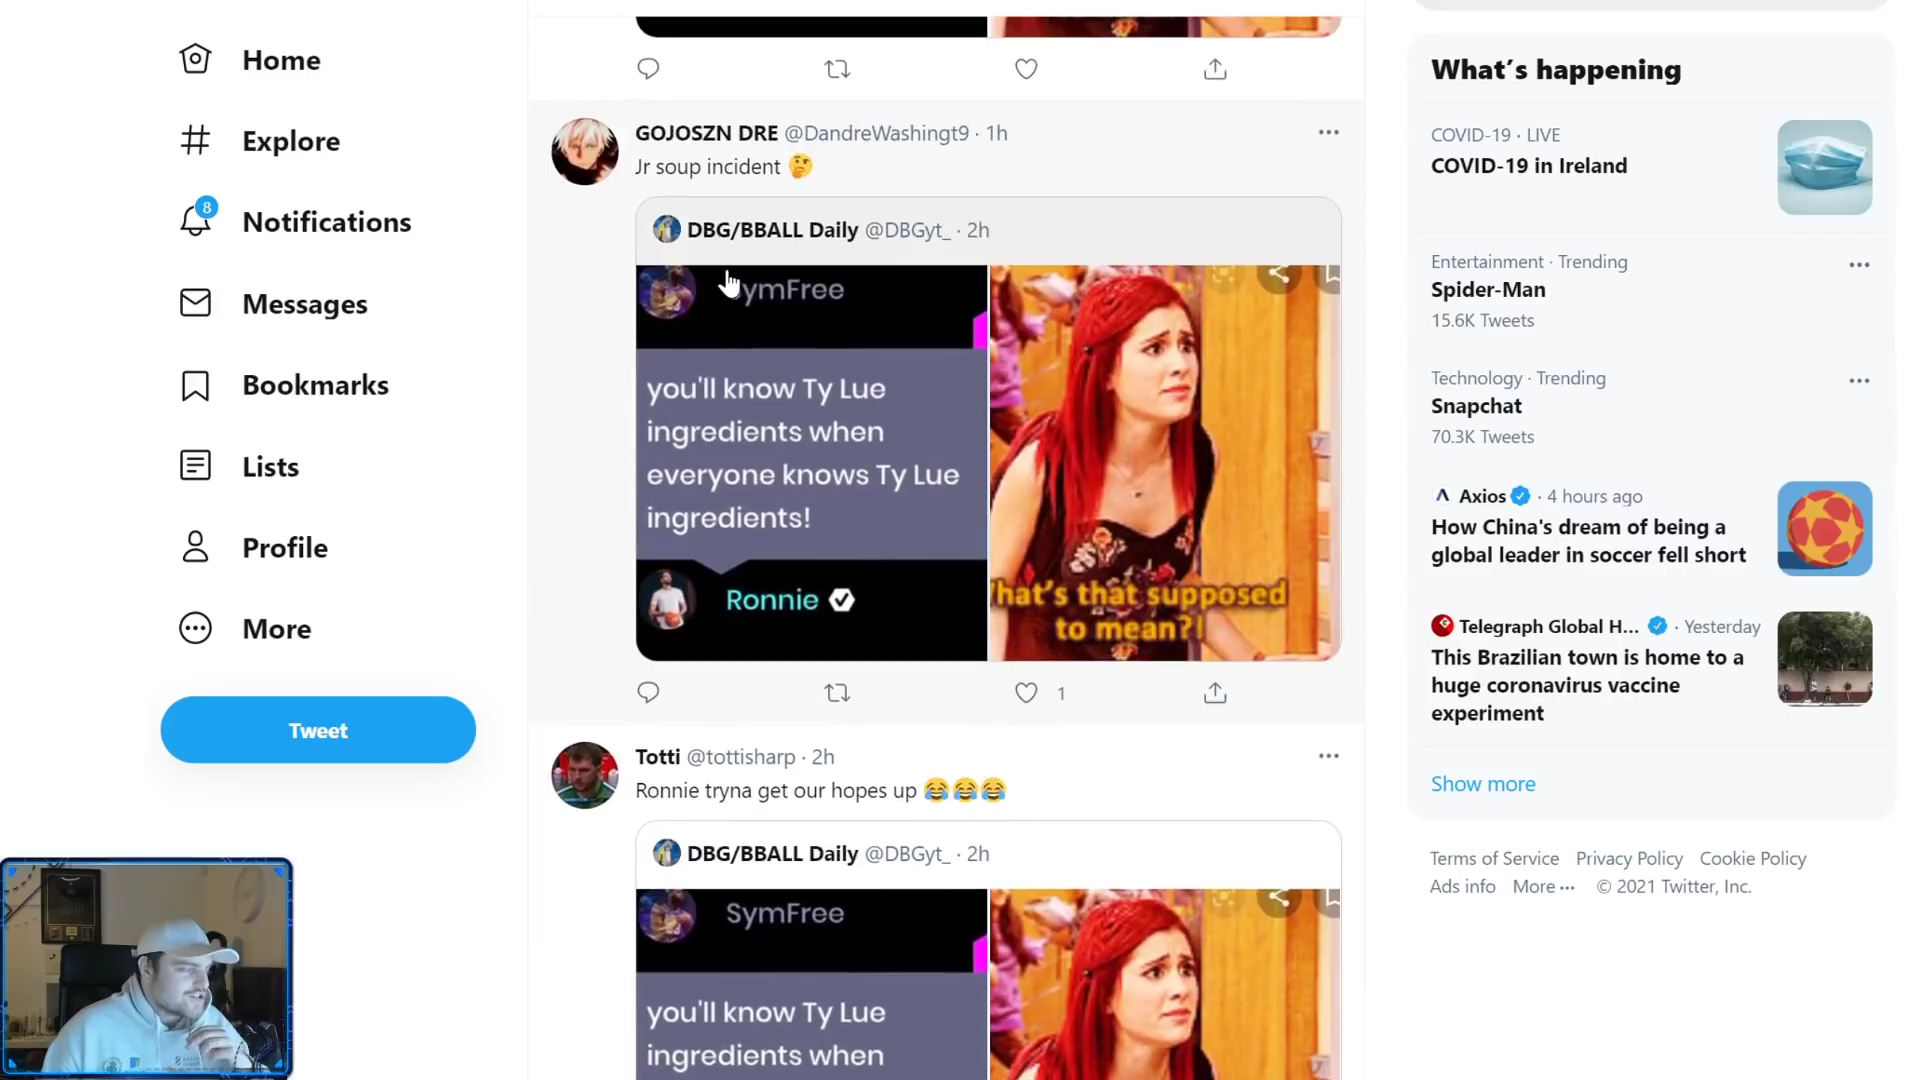 Home
Explore
8
Notifications
Messages
Bookmarks
Lists
Profile
More
Tweet
GOJOSZN DRE @DandreWashingt9 · 1h
Jr soup incident 🤔
DBG/BBALL Daily @DBGyt_ · 2h
SymFree
you'll know Ty Lue
ingredients when
everyone knows Ty Lue
ingredients!
Ronnie
hat's that supposed
to mean?!
1
Totti @tottisharp · 2h
Ronnie tryna get our hopes up 😂😂😂
DBG/BBALL Daily @DBGyt_ · 2h
SymFree
you'll know Ty Lue
ingredients when
What's happening
COVID-19 · LIVE
COVID-19 in Ireland
Entertainment · Trending
Spider-Man
15.6K Tweets
Technology · Trending
Snapchat
70.3K Tweets
Axios · 4 hours ago
How China's dream of being a
global leader in soccer fell short
Telegraph Global H... · Yesterday
This Brazilian town is home to a
huge coronavirus vaccine
experiment
Show more
Terms of Service Privacy Policy Cookie Policy
Ads info More ··· © 2021 Twitter, Inc.